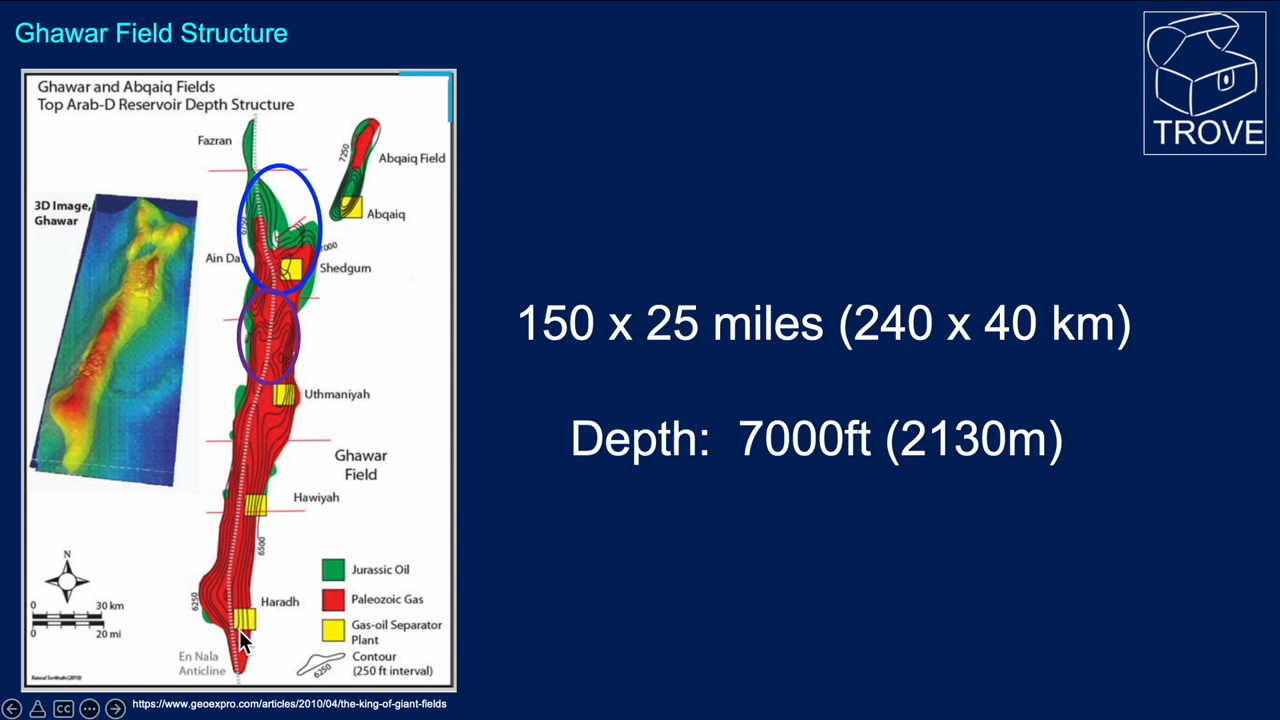 Ghawar Field Structure
TROVE
Ghawar and Abqaiq Fields
Top Arab-D Reservoir Depth Structure
Fazran
7250
Abqaiq Field
3D Image,
Ghawar
Abqaiq
Ain Da
7000
Shedgum
150 x 25 miles (240 x 40 km)
Uthmaniyah
Depth: 7000ft (2130m)
Ghawar
Field
Hawiyah
6500
N
Jurassic Oil
0 30 km
0 20 mi
6250
Haradh
Paleozoic Gas
Gas-oil Separator
Plant
En Nala
Anticline
Contour
(250 ft interval)
6250
CC
https://www.geoexpro.com/articles/2010/04/the-king-of-giant-fields